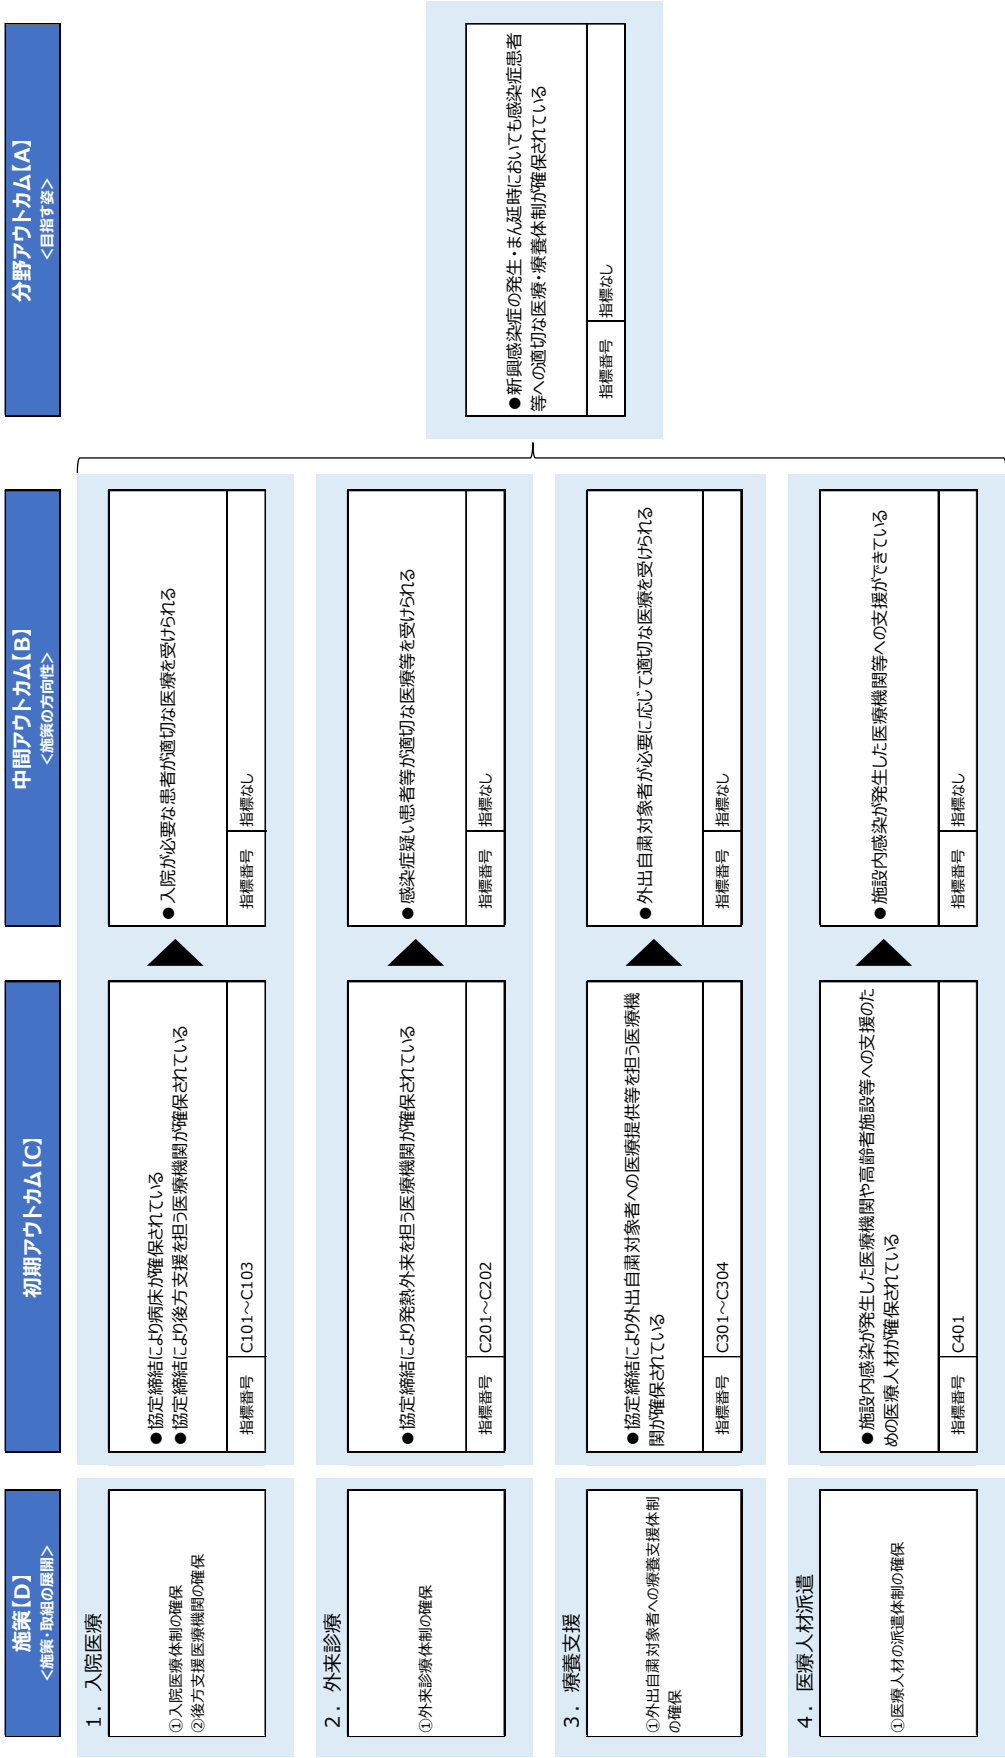 施策【D】
<施策・取組の展開>
初期アウトカム【C】
中間アウトカム【B】
<施策の方向性>
分野アウトカム【A】
<目指す姿>
1．入院医療
①入院医療体制の確保
②後方支援医療機関の確保
●協定締結により病床が確保されている
●協定締結により後方支援を担う医療機関が確保されている
指標番号 C101～C103
●入院が必要な患者が適切な医療を受けられる
指標番号 指標なし
2．外来診療
①外来診療体制の確保
●協定締結により発熱外来を担う医療機関が確保されている
指標番号 C201～C202
●感染症疑い患者等が適切な医療等を受けられる
指標番号 指標なし
3．療養支援
①外出自粛対象者への療養支援体制
の確保
●協定締結により外出自粛対象者への医療提供等を担う医療機
関が確保されている
指標番号 C301～C304
●外出自粛対象者が必要に応じて適切な医療を受けられる
指標番号 指標なし
4．医療人材派遣
①医療人材の派遣体制の確保
●施設内感染が発生した医療機関や高齢者施設等への支援のた
めの医療人材が確保されている
指標番号 C401
●施設内感染が発生した医療機関等への支援ができている
指標番号 指標なし
●新興感染症の発生・まん延時においても感染症患者
等への適切な医療・療養体制が確保されている
指標番号 指標なし